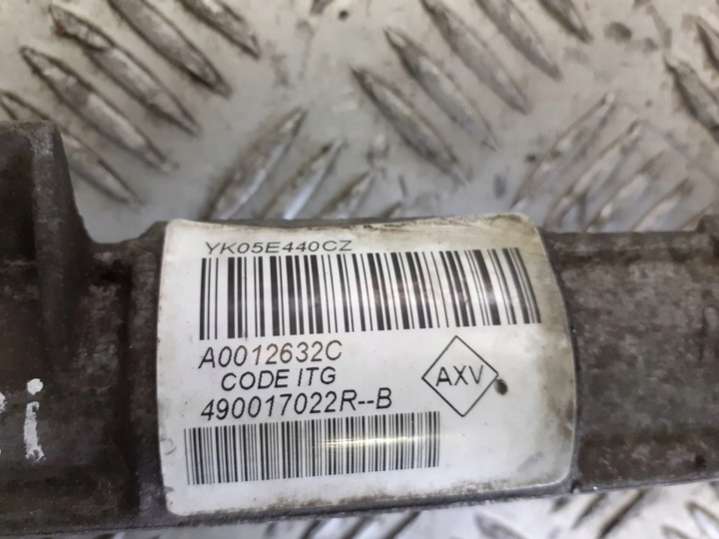 YK05E440CZ
A0012632C
CODE ITG
AXV
490017022R--B